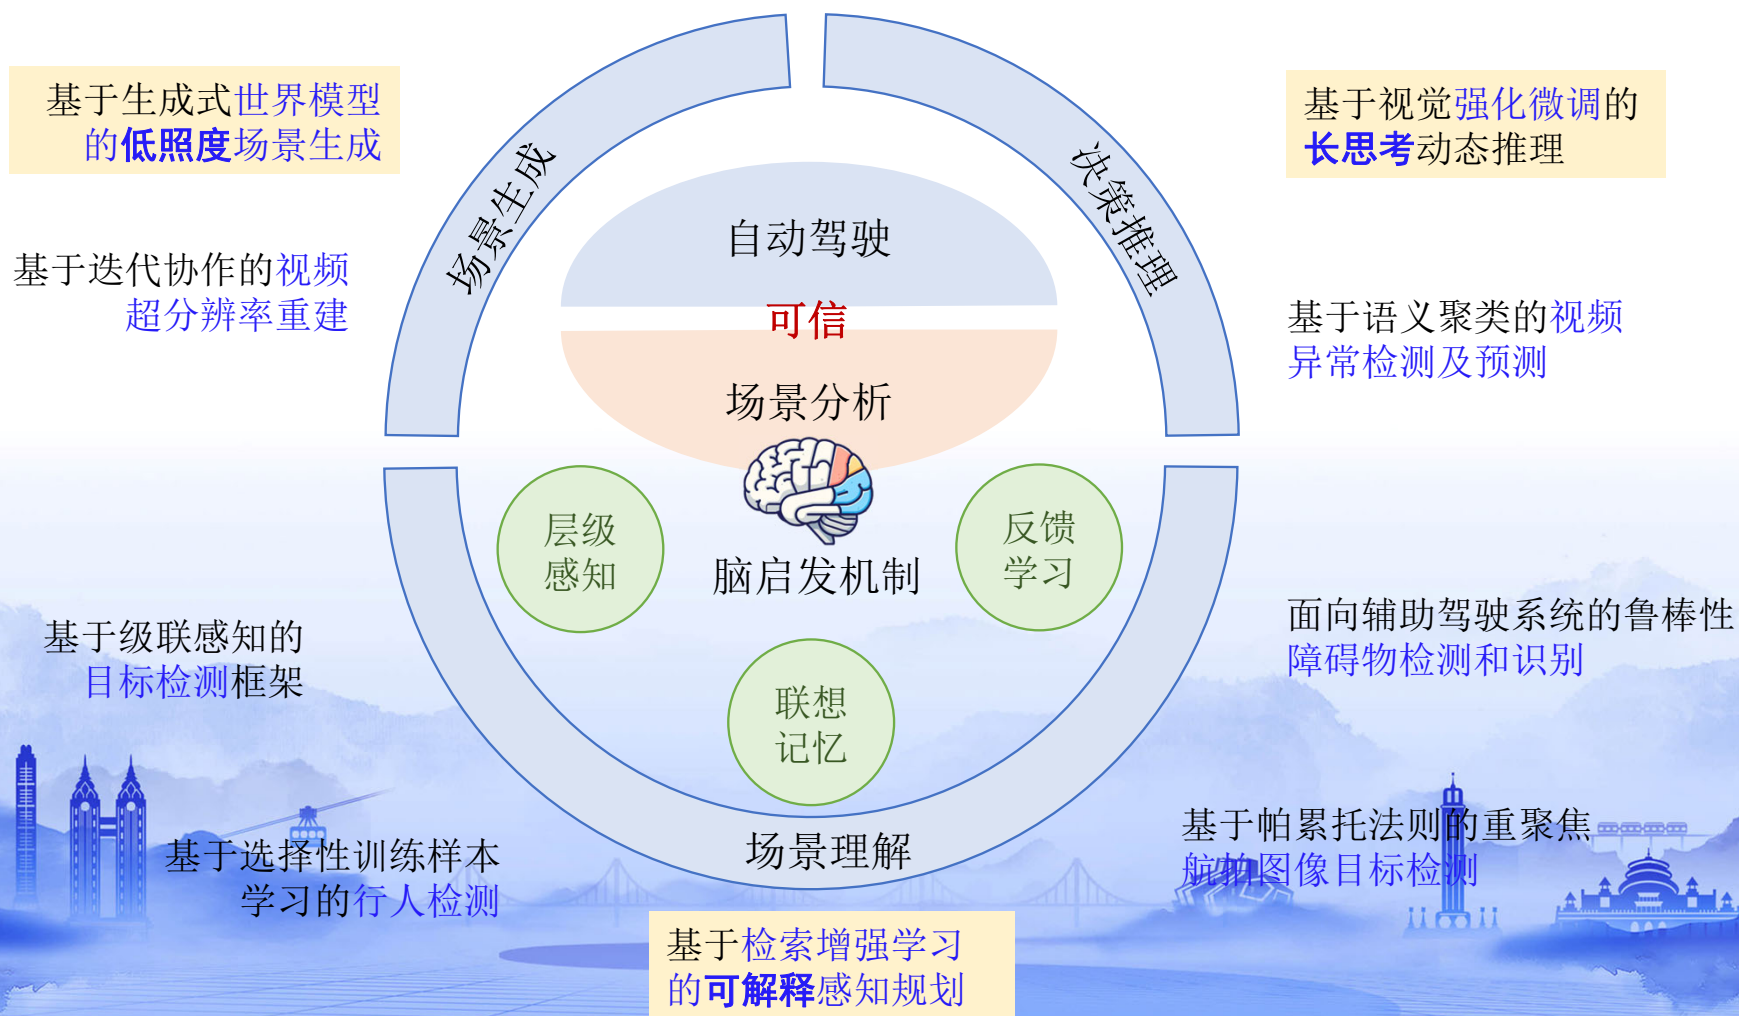 基于生成式世界模型
的低照度场景生成
基于迭代协作的视频
超分辨率重建
基于级联感知的
目标检测框架
基于选择性训练样本
学习的行人检测
场景生成
决策推理
自动驾驶
可信
场景分析
层级
感知
脑启发机制
反馈
学习
联想
记忆
场景理解
基于检索增强学习
的可解释感知规划
基于视觉强化微调的
长思考动态推理
基于语义聚类的视频
异常检测及预测
面向辅助驾驶系统的鲁棒性
障碍物检测和识别
基于帕累托法则的重聚焦
航拍图像目标检测